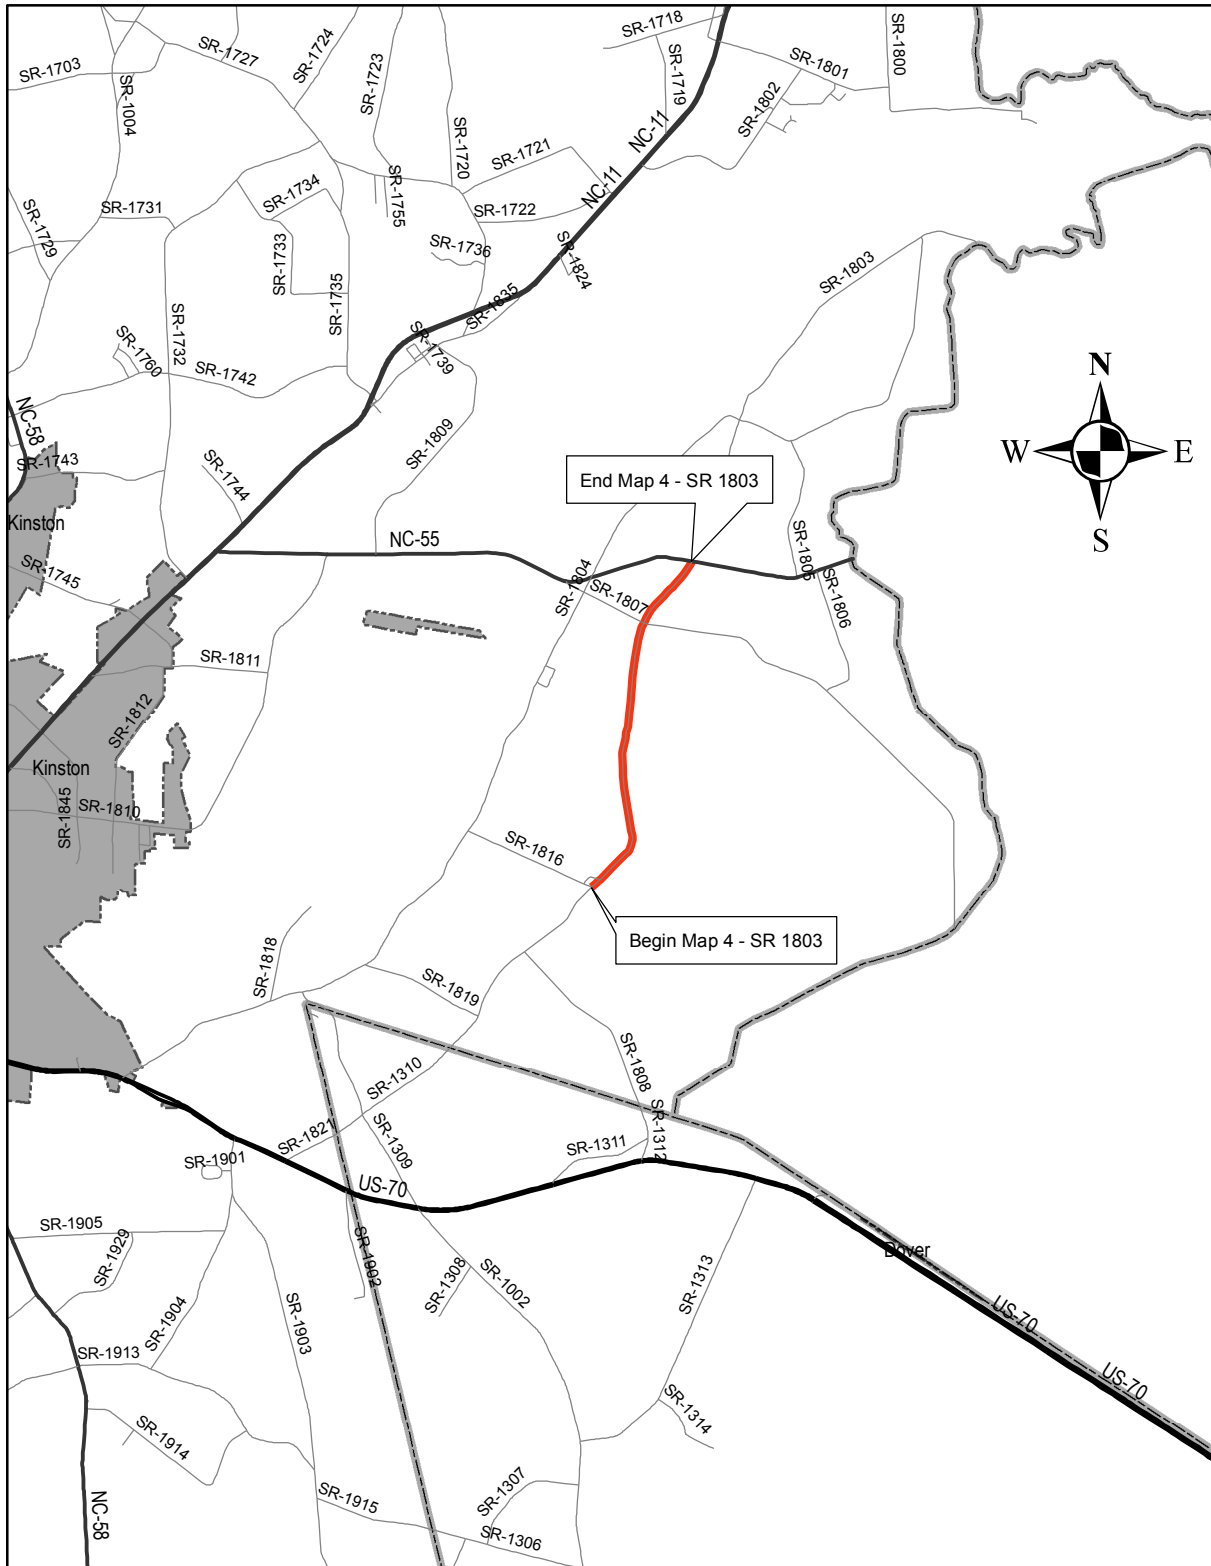 SR-1718
SR-1800
SR-1724
SR-1727
SR-1723
SR-1703
SR-1801
SR-1719
SR-1802
SR-1004
NC-11
SR-1720
SR-1721
NC-11
SR-1734
SR-1755
SR-1731
SR-1722
SR-1729
SR-1733
SR-1736
SR-1824
SR-1803
SR-1735
SR-1835
SR-1732
SR-1739
SR-1760
SR-1742
N
W
E
S
NC-58
SR-1809
SR-1743
SR-1744
End Map 4 - SR 1803
Kinston
NC-55
SR-1745
SR-1804
SR-1805
SR-1807
SR-1806
SR-1811
SR-1812
Kinston
SR-1845
SR-1810
SR-1816
Begin Map 4 - SR 1803
SR-1818
SR-1819
SR-1808
SR-1310
SR-1821
SR-1309
SR-1311
SR-1312
SR-1901
US-70
SR-1905
SR-1929
SR-1902
SR-1308
SR-1002
SR-1313
Dover
SR-1904
SR-1903
US-70
SR-1913
US-70
SR-1314
SR-1914
SR-1307
SR-1915
NC-58
SR-1306